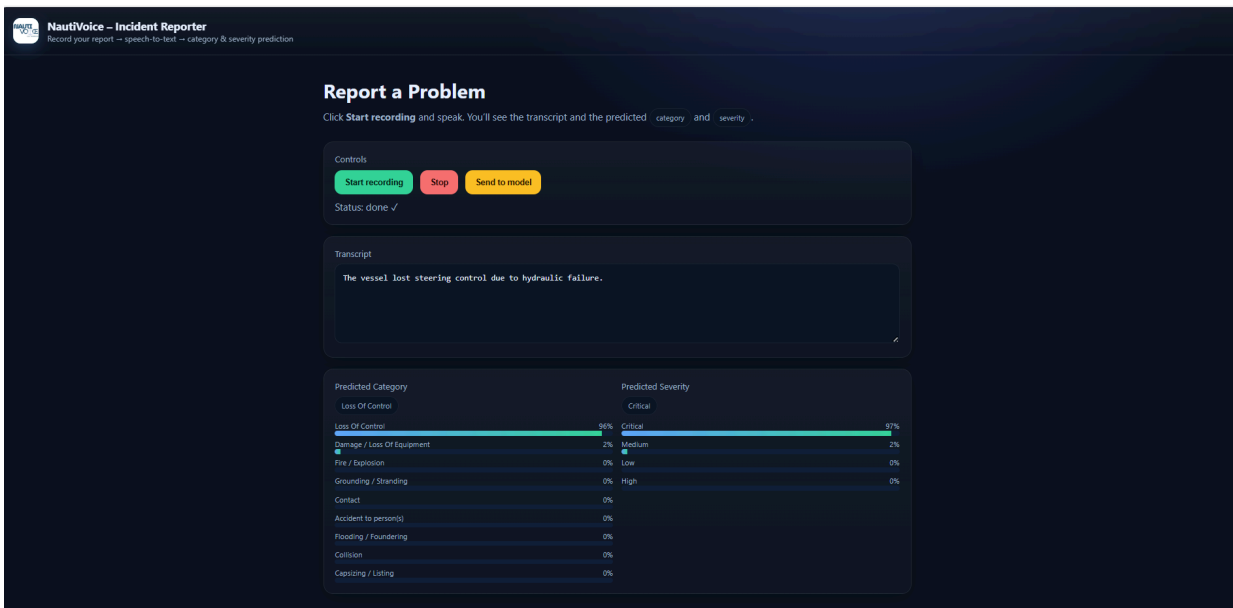 NAUTI
VOICE
NautiVoice – Incident Reporter
Record your report → speech-to-text → category & severity prediction
Report a Problem
Click Start recording and speak. You'll see the transcript and the predicted category and severity .
Controls
Start recording Stop Send to model
Status: done ✓
Transcript
The vessel lost steering control due to hydraulic failure.
Predicted Category
Loss Of Control
Loss Of Control 96%
Damage / Loss Of Equipment 2%
Fire / Explosion 0%
Grounding / Stranding 0%
Contact 0%
Accident to person(s) 0%
Flooding / Foundering 0%
Collision 0%
Capsizing / Listing 0%
Predicted Severity
Critical
Critical 97%
Medium 2%
Low 0%
High 0%